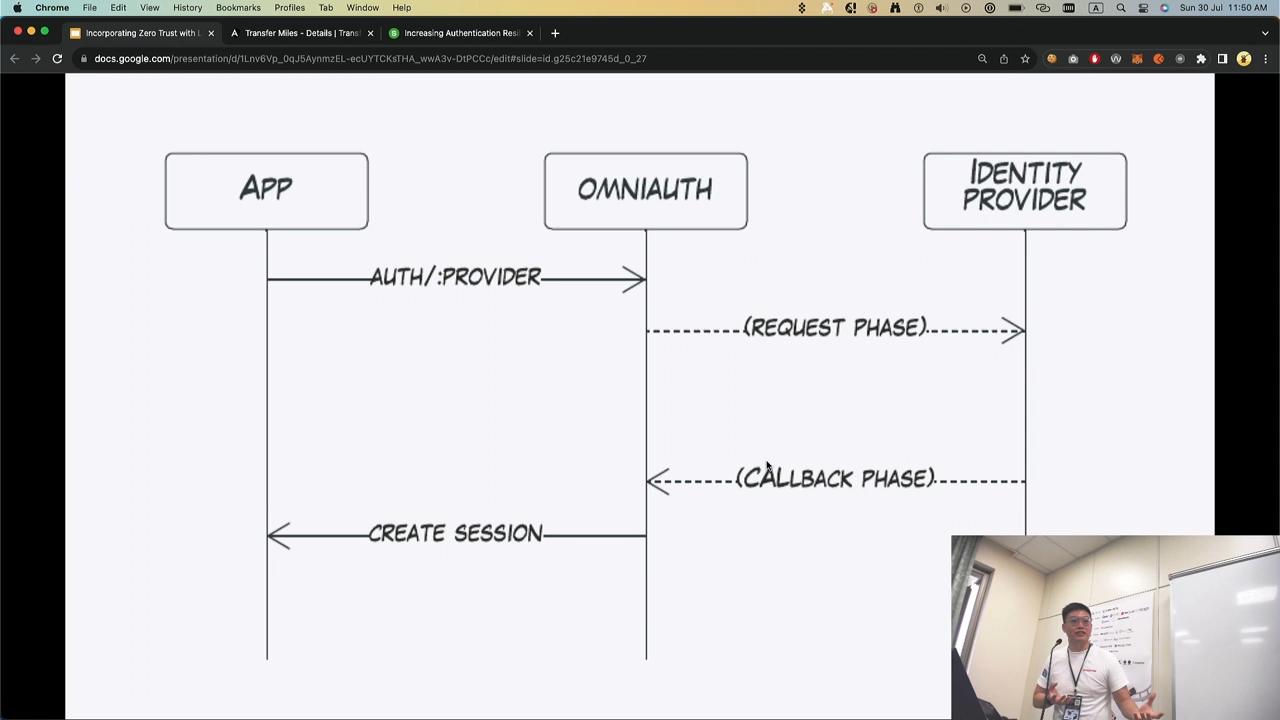 Chrome File Edit View History Bookmarks Profiles Tab Window Help A Sun 30 Jul 11:50 AM
Incorporating Zero Trust with L Transfer Miles - Details | Transf Increasing Authentication Resil
docs.google.com/presentation/d/1Lnv6Vp_0qJ5AynmzEL-ecUYTCKsTHA_wwA3v-DtPCCc/edit#slide=id.g25c21e9745d_0_27
APP
OMNIAUTH
IDENTITY
PROVIDER
AUTH/:PROVIDER
(REQUEST PHASE)
(CALLBACK PHASE)
CREATE SESSION